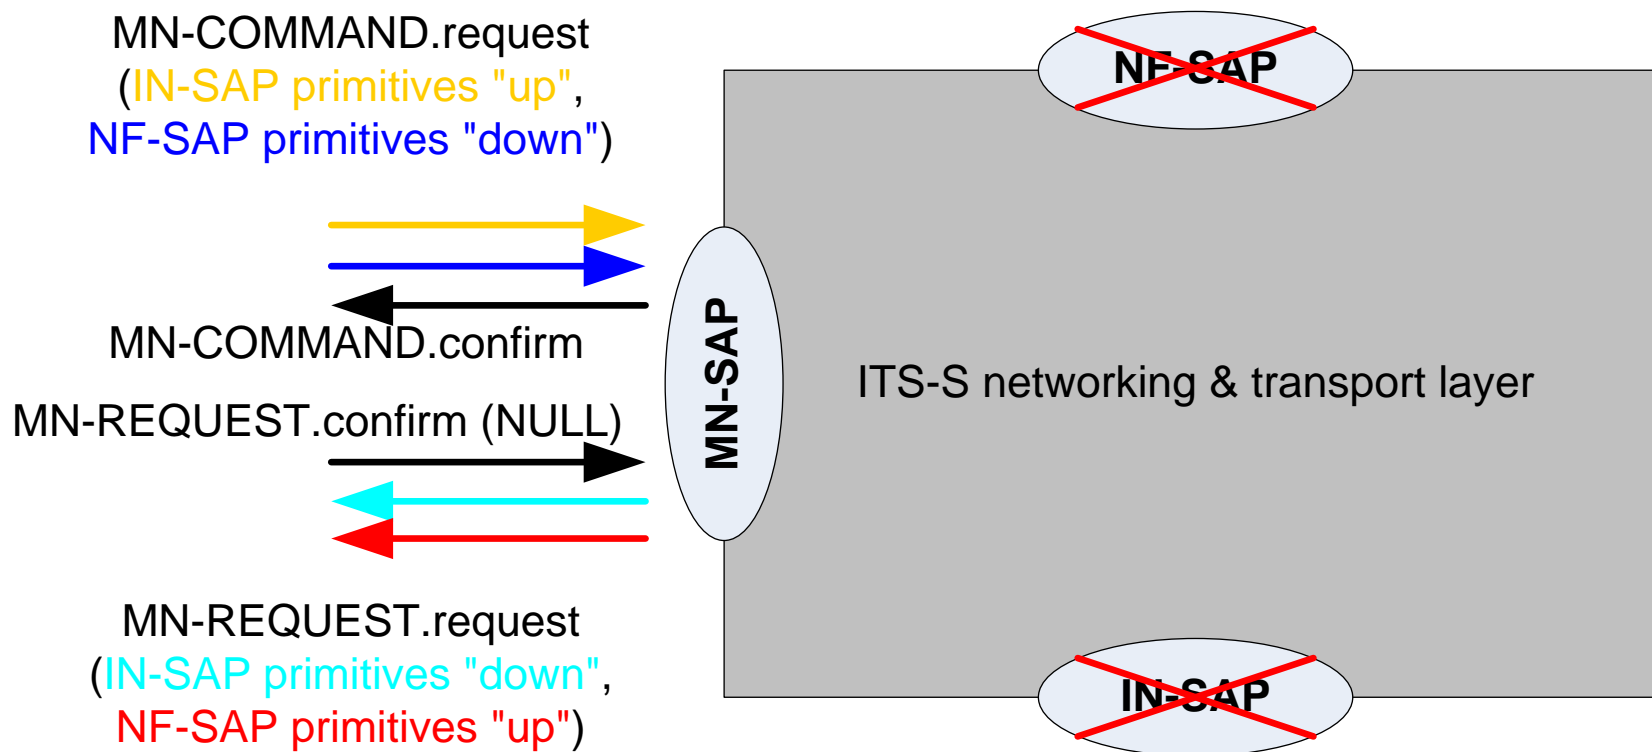 MN-COMMAND.request
(IN-SAP primitives "up",
NF-SAP primitives "down")
MN-COMMAND.confirm
MN-REQUEST.confirm (NULL)
MN-REQUEST.request
(IN-SAP primitives "down",
NF-SAP primitives "up")
MN-SAP
NF-SAP
ITS-S networking & transport layer
IN-SAP